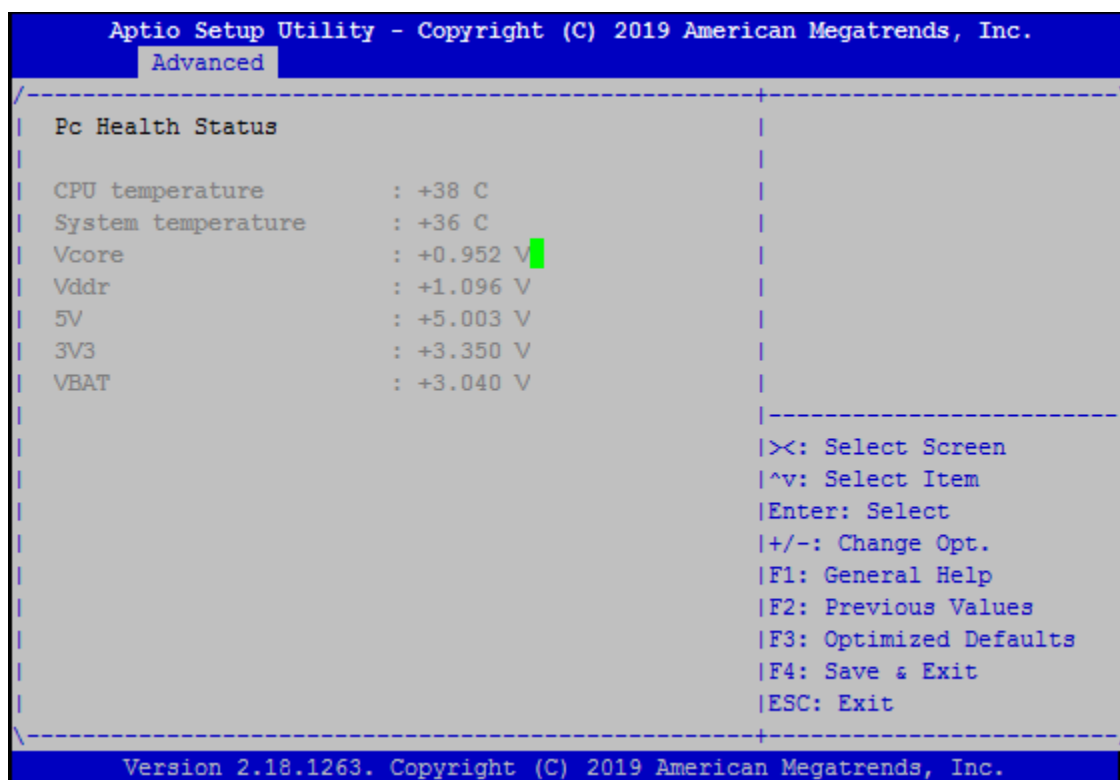 Aptio Setup Utility - Copyright (C) 2019 American Megatrends, Inc.
Advanced
Pc Health Status
CPU temperature : +38 C
System temperature : +36 C
Vcore : +0.952 V
Vddr : +1.096 V
5V : +5.003 V
3V3 : +3.350 V
VBAT : +3.040 V
><: Select Screen
^v: Select Item
Enter: Select
+/-: Change Opt.
F1: General Help
F2: Previous Values
F3: Optimized Defaults
F4: Save & Exit
ESC: Exit
Version 2.18.1263. Copyright (C) 2019 American Megatrends, Inc.